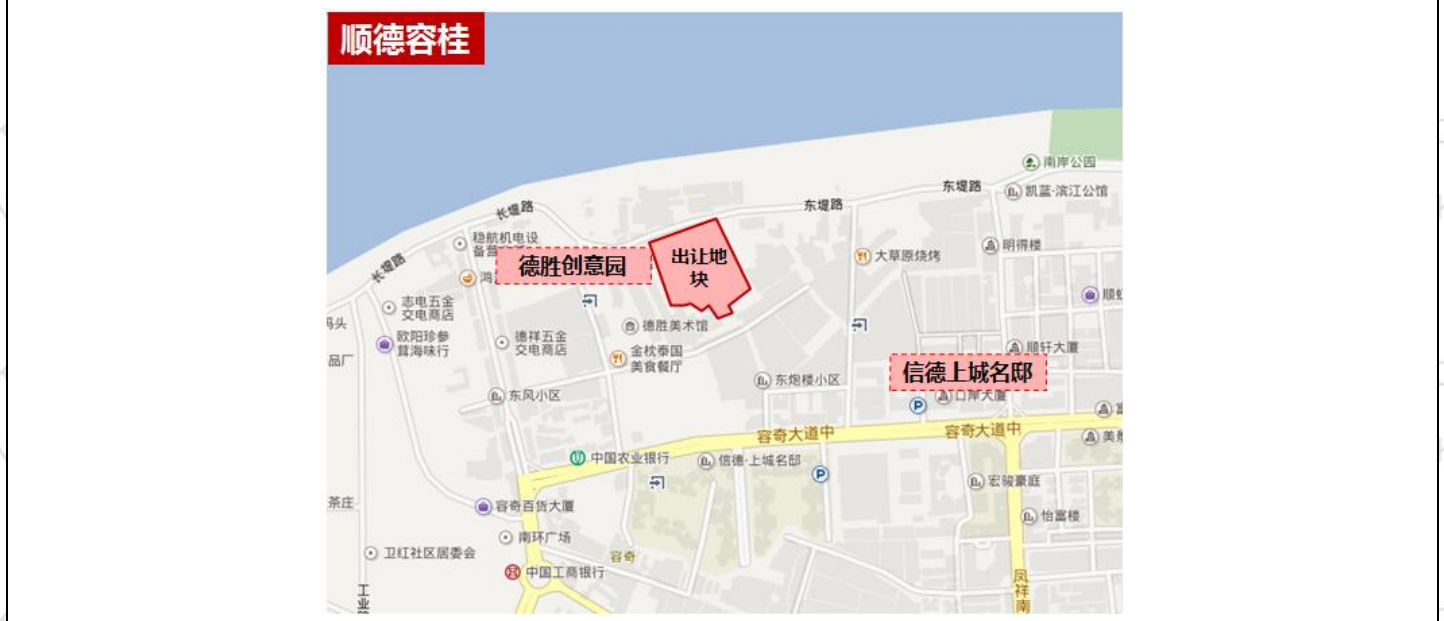 顺德容桂
南岸公园
东堤路
凯蓝·滨江公馆
长堤路
东堤路
稳航机电设
明得楼
出让地
块
大草原烧烤
德胜创意园
长堤路
志电五金
交电商店
德胜美术馆
欧阳珍参
茸海味行
德祥五金
交电商店
金枕泰国
美食餐厅
顺轩大厦
东炮楼小区
信德上城名邸
东风小区
口岸大厦
容奇大道中
容奇大道中
中国农业银行
信德·上城名邸
P
P
宏骏豪庭
茶庄
容奇百货大厦
怡富楼
南环广场
卫红社区居委会
容奇
中国工商银行
凤祥南